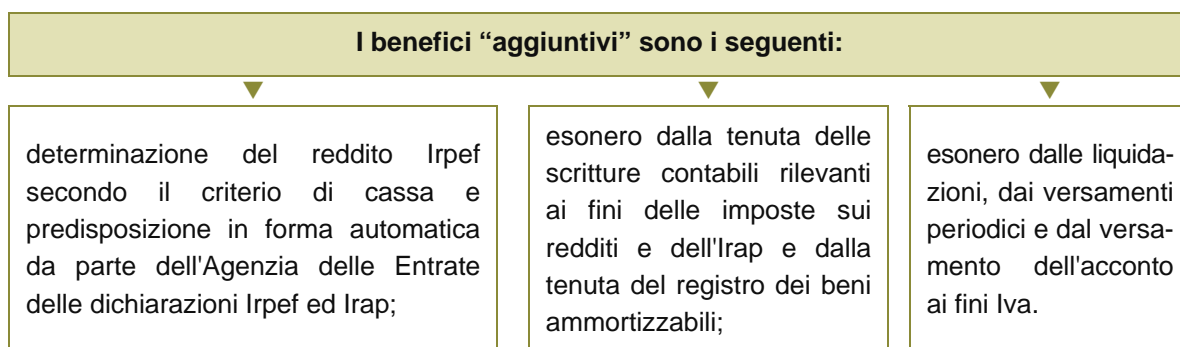 I benefici “aggiuntivi” sono i seguenti:
determinazione del reddito Irpef
secondo il criterio di cassa e
predisposizione in forma automatica
da parte dell'Agenzia delle Entrate
delle dichiarazioni Irpef ed Irap;
esonero dalla tenuta delle
scritture contabili rilevanti
ai fini delle imposte sui
redditi e dell'Irap e dalla
tenuta del registro dei beni
ammortizzabili;
esonero dalle liquida-
zioni, dai versamenti
periodici e dal versa-
mento dell'acconto
ai fini Iva.